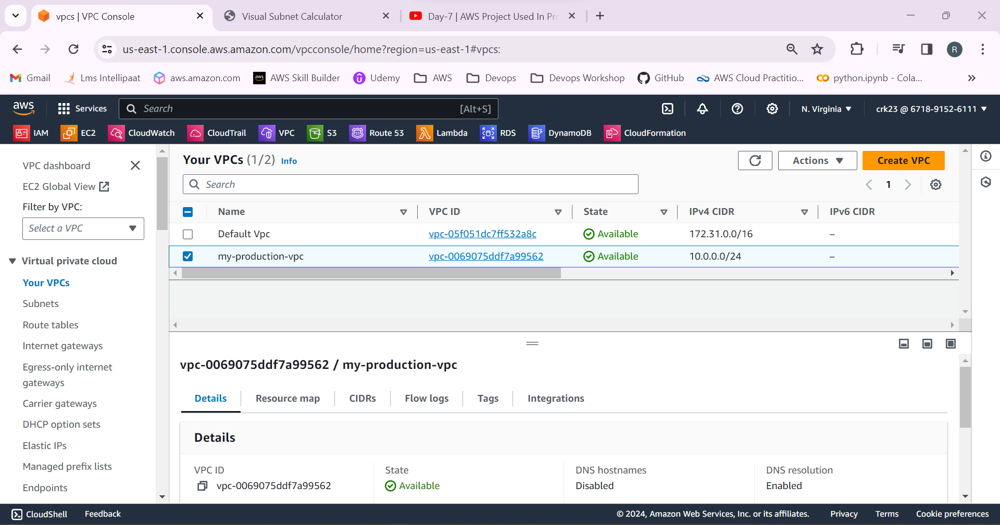 vpcs | VPC Console
Visual Subnet Calculator
Day-7 | AWS Project Used In Pro
us-east-1.console.aws.amazon.com/vpcconsole/home?region=us-east-1#vpcs:
R
Gmail
Lms Intellipaat
aws.amazon.com
aws
AWS Skill Builder
Udemy
AWS
Devops
Devops Workshop
GitHub
AWS Cloud Practitio...
python.ipynb - Cola...
aws
Services
Search
[Alt+S]
N. Virginia
crk23 @ 6718-9152-6111
IAM
EC2
CloudWatch
CloudTrail
VPC
S3
53
Route 53
Lambda
RDS
DynamoDB
CloudFormation
VPC dashboard
EC2 Global View
Filter by VPC:
Select a VPC
Virtual private cloud
Your VPCs
Subnets
Route tables
Internet gateways
Egress-only internet
gateways
Carrier gateways
DHCP option sets
Elastic IPs
Managed prefix lists
Endpoints
Your VPCs (1/2) Info
Actions
Create VPC
Search
1
Name VPC ID State IPv4 CIDR IPv6 CIDR
Default Vpc vpc-05f051dc7ff532a8c Available 172.31.0.0/16 –
my-production-vpc vpc-0069075ddf7a99562 Available 10.0.0.0/24 –
vpc-0069075ddf7a99562 / my-production-vpc
Details Resource map CIDRs Flow logs Tags Integrations
Details
VPC ID
vpc-0069075ddf7a99562
State
Available
DNS hostnames
Disabled
DNS resolution
Enabled
CloudShell Feedback © 2024, Amazon Web Services, Inc. or its affiliates. Privacy Terms Cookie preferences